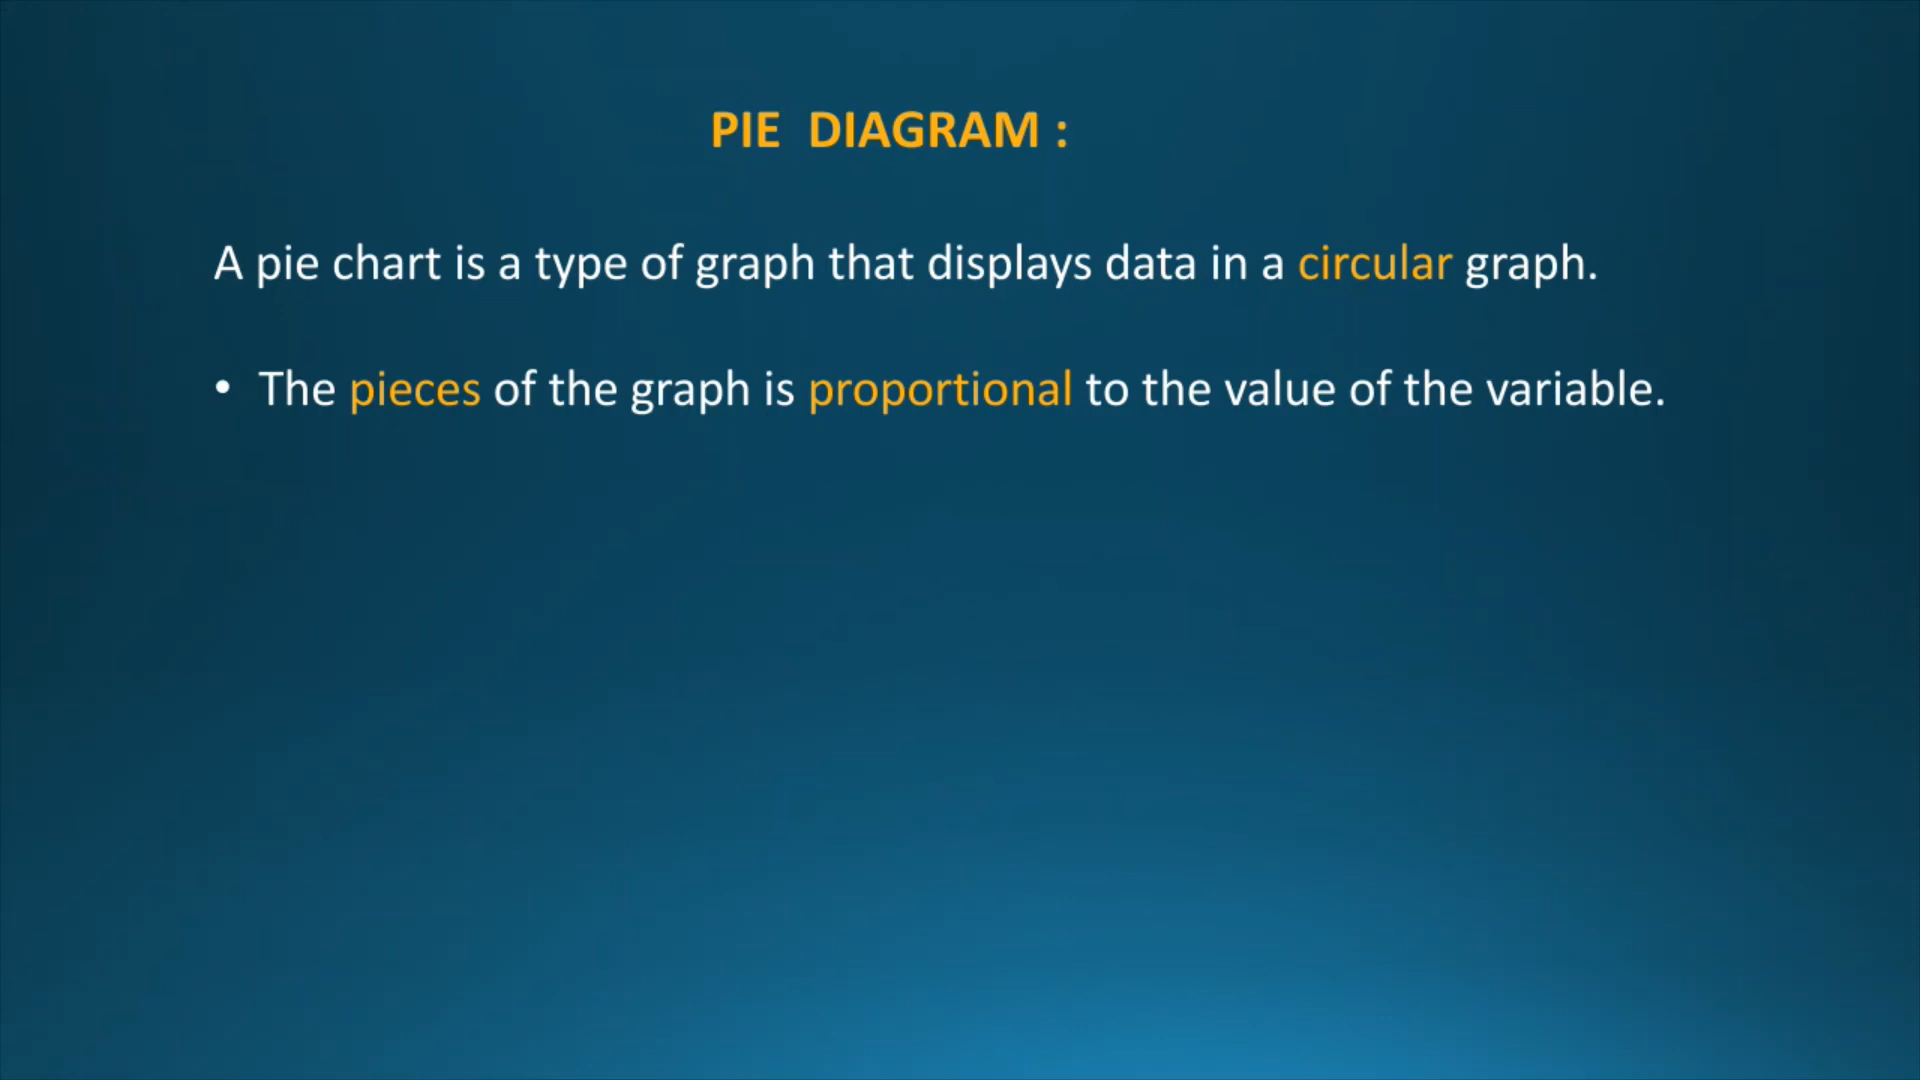 PIE DIAGRAM :
A pie chart is a type of graph that displays data in a circular graph.
• The pieces of the graph is proportional to the value of the variable.